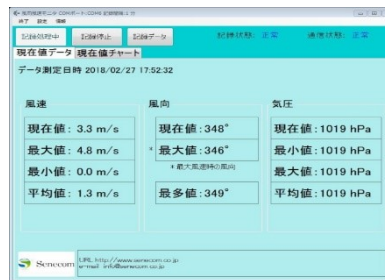 終了 設定 情報
記録処理中 記録停止 記録データ 記録状態: 正常 通信状態: 正常
現在値データ 現在値チャート
データ測定日時 2018/02/27 17:52:32
風速 風向 気圧
現在値: 3.3 m/s 現在値:348° 現在値:1019 hPa
最大値: 4.8 m/s *最大値:346° 最小値:1019 hPa
最小値: 0.0 m/s *最大風速時の風向 最大値:1019 hPa
平均値: 1.3 m/s 最多値:349° 平均値:1019 hPa
Senecom
URL http://www.senecom.co.jp
e-mail info@senecom.co.jp